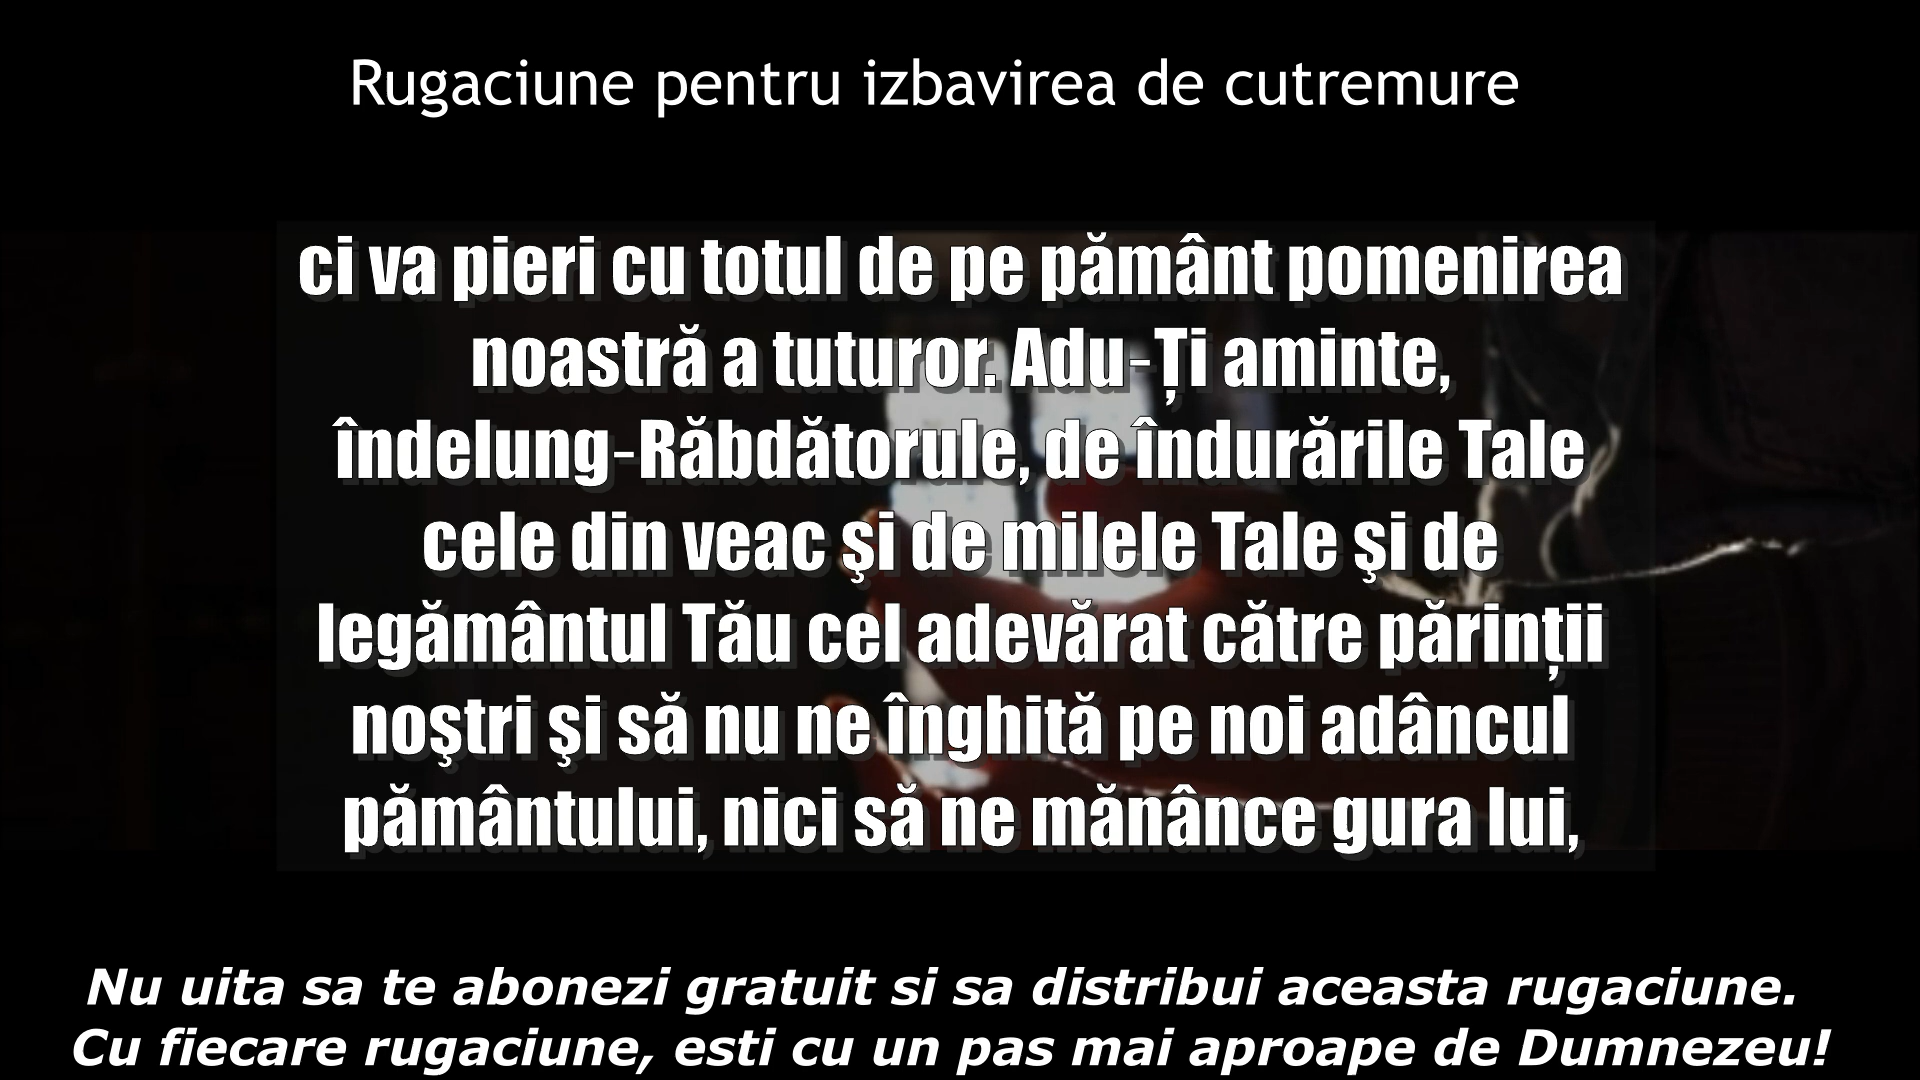 Rugaciune pentru izbavirea de cutremure
ci va pieri cu totul de pe pământ pomenirea
noastră a tuturor. Adu-Ţi aminte,
îndelung-Răbdătorule, de îndurările Tale
cele din veac şi de milele Tale şi de
legământul Tău cel adevărat către părinţii
noştri şi să nu ne înghită pe noi adâncul
pământului, nici să ne mănânce gura lui,
Nu uita sa te abonezi gratuit si sa distribui aceasta rugaciune.
Cu fiecare rugaciune, esti cu un pas mai aproape de Dumnezeu!